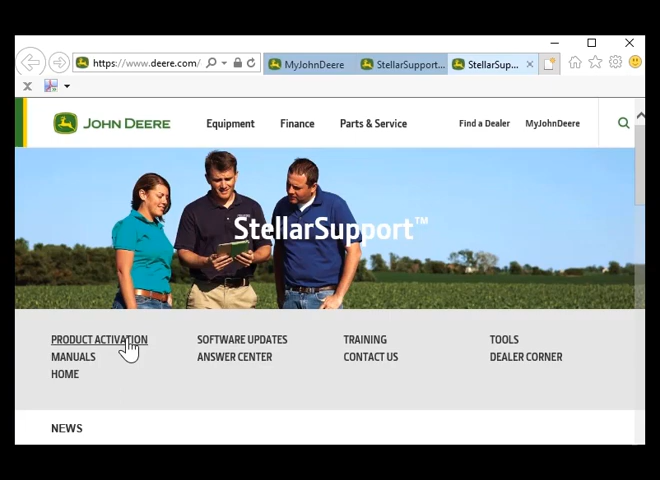 https://www.deere.com/
MyJohnDeere
StellarSupport...
StellarSup...
JOHN DEERE
Equipment
Finance
Parts & Service
Find a Dealer
MyJohnDeere
StellarSupport™
PRODUCT ACTIVATION
SOFTWARE UPDATES
TRAINING
TOOLS
MANUALS
ANSWER CENTER
CONTACT US
DEALER CORNER
HOME
NEWS